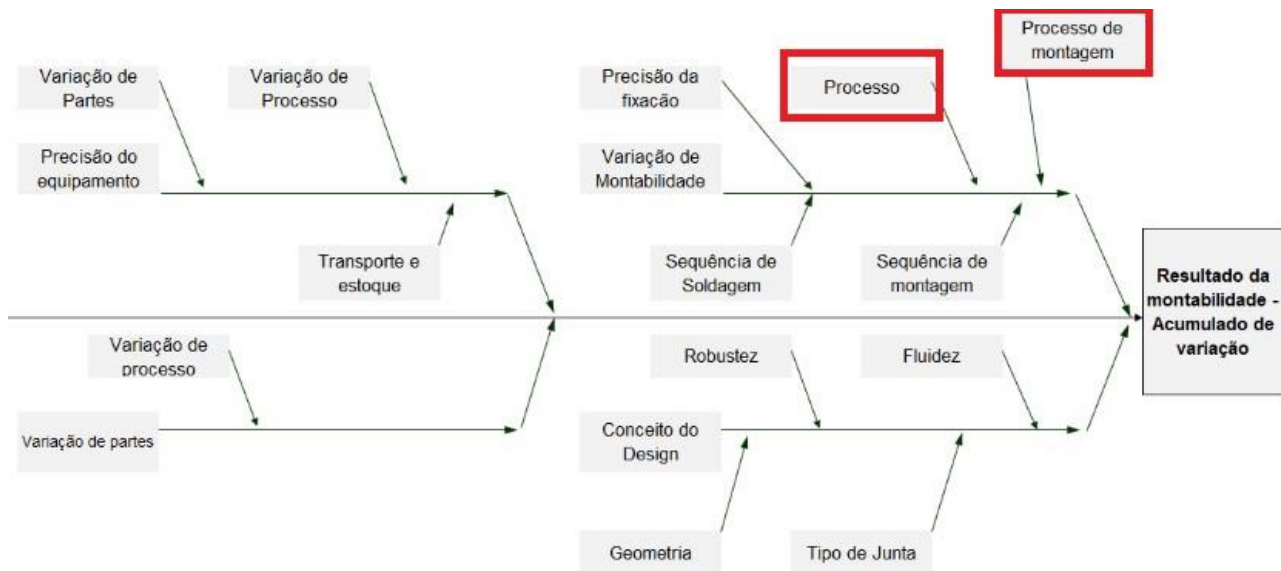 Processo de
montagem
Variação de
Partes
Variação de
Processo
Precisão da
fixacão
Processo
Precisão do
equipamento
Variação de
Montabilidade
Transporte e
estoque
Sequência de
Soldagem
Sequência de
montagem
Resultado da
montabilidade -
Acumulado de
variação
Variação de
processo
Robustez
Fluidez
Variação de partes
Conceito do
Design
Geometria
Tipo de Junta